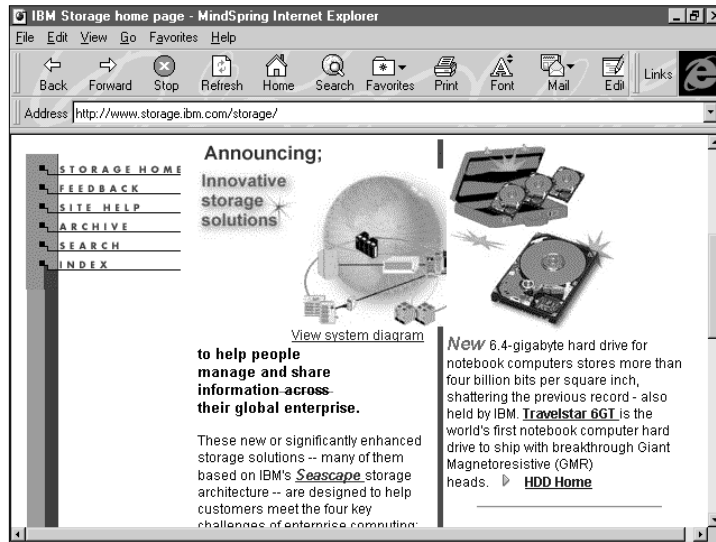 IBM Storage home page - MindSpring Internet Explorer
File Edit View Go Favorites Help
Back Forward Stop Refresh Home Search Favorites Print Font Mail Edit Links
Address http://www.storage.ibm.com/storage/
STORAGE HOME
FEEDBACK
SITE HELP
ARCHIVE
SEARCH
INDEX
Announcing;
Innovative
storage
solutions
View system diagram
to help people
manage and share
information across
their global enterprise.
These new or significantly enhanced
storage solutions -- many of them
based on IBM's Seascape storage
architecture -- are designed to help
customers meet the four key
challenges of enterprise computing:
New 6.4-gigabyte hard drive for
notebook computers stores more than
four billion bits per square inch,
shattering the previous record - also
held by IBM. Travelstar 6GT is the
world's first notebook computer hard
drive to ship with breakthrough Giant
Magnetoresistive (GMR)
heads. HDD Home